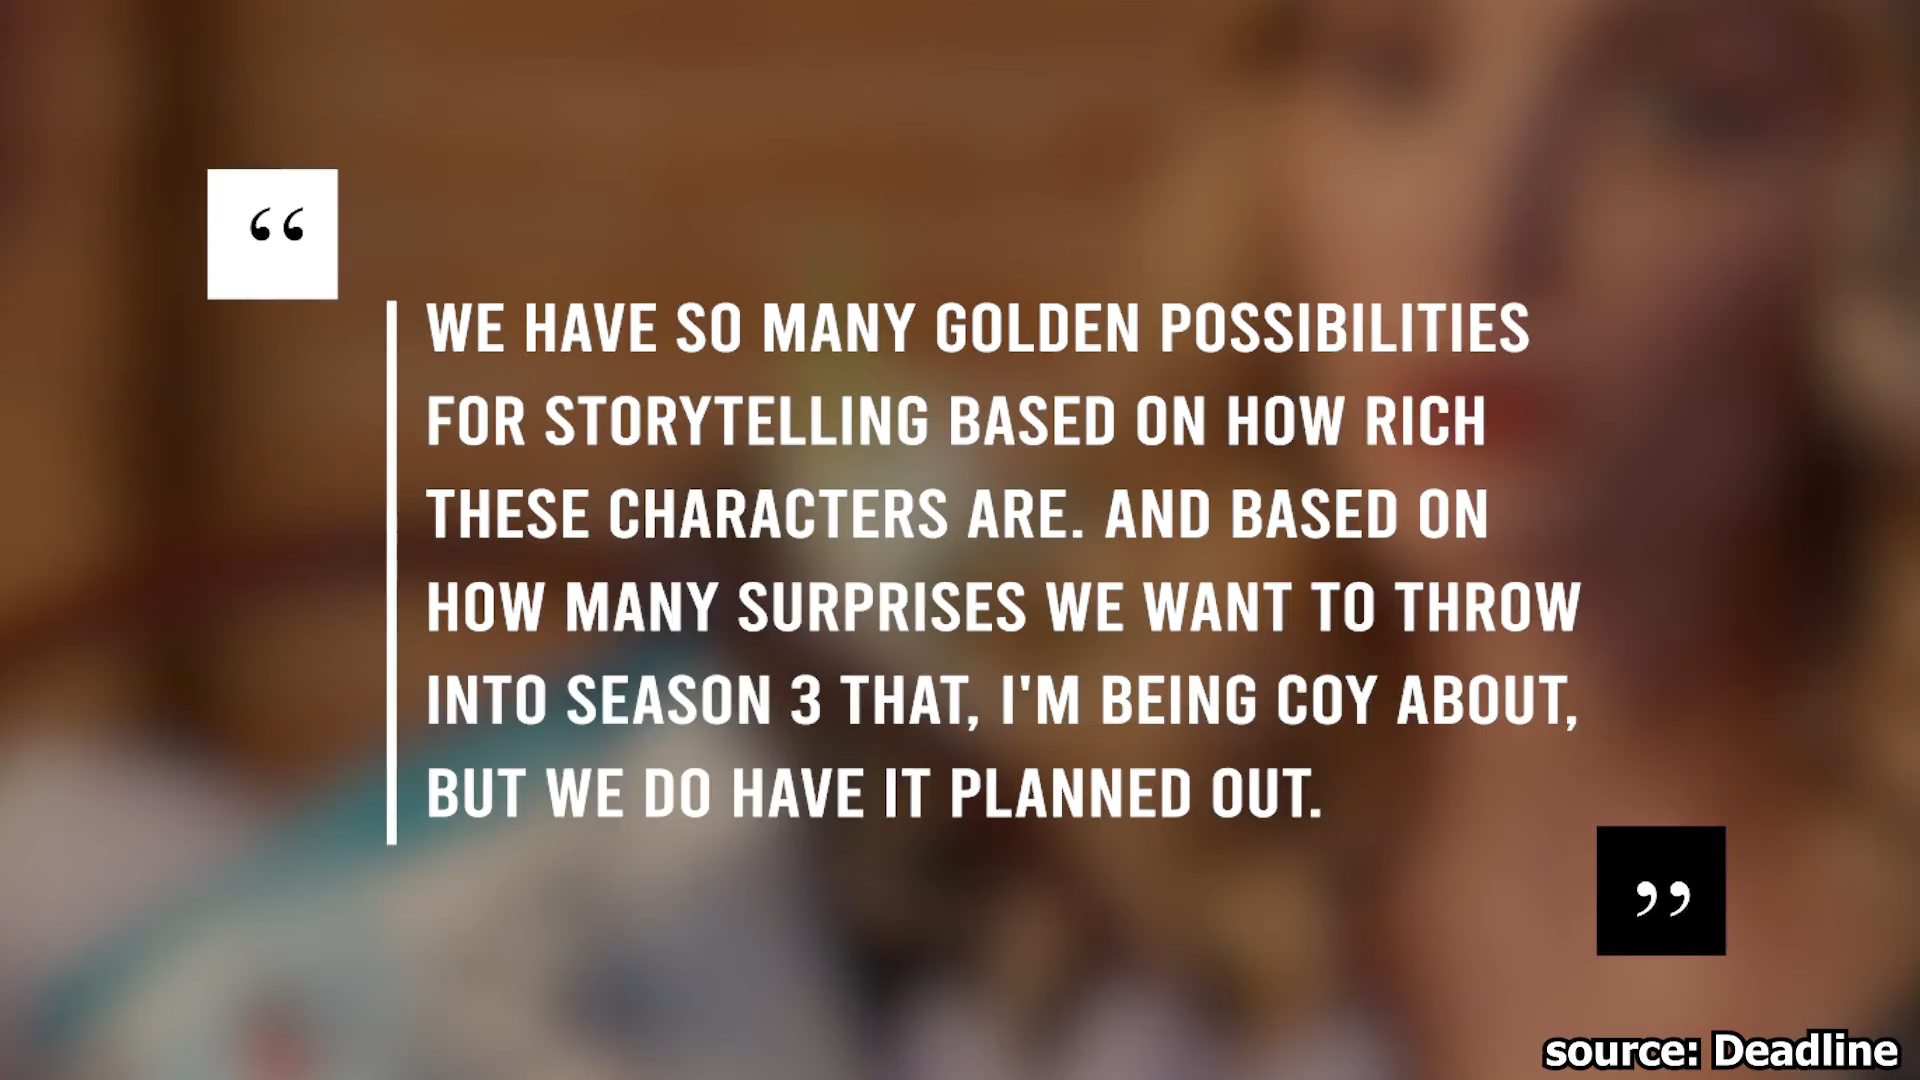 “
WE HAVE SO MANY GOLDEN POSSIBILITIES
FOR STORYTELLING BASED ON HOW RICH
THESE CHARACTERS ARE. AND BASED ON
HOW MANY SURPRISES WE WANT TO THROW
INTO SEASON 3 THAT, I'M BEING COY ABOUT,
BUT WE DO HAVE IT PLANNED OUT.
”
source: Deadline